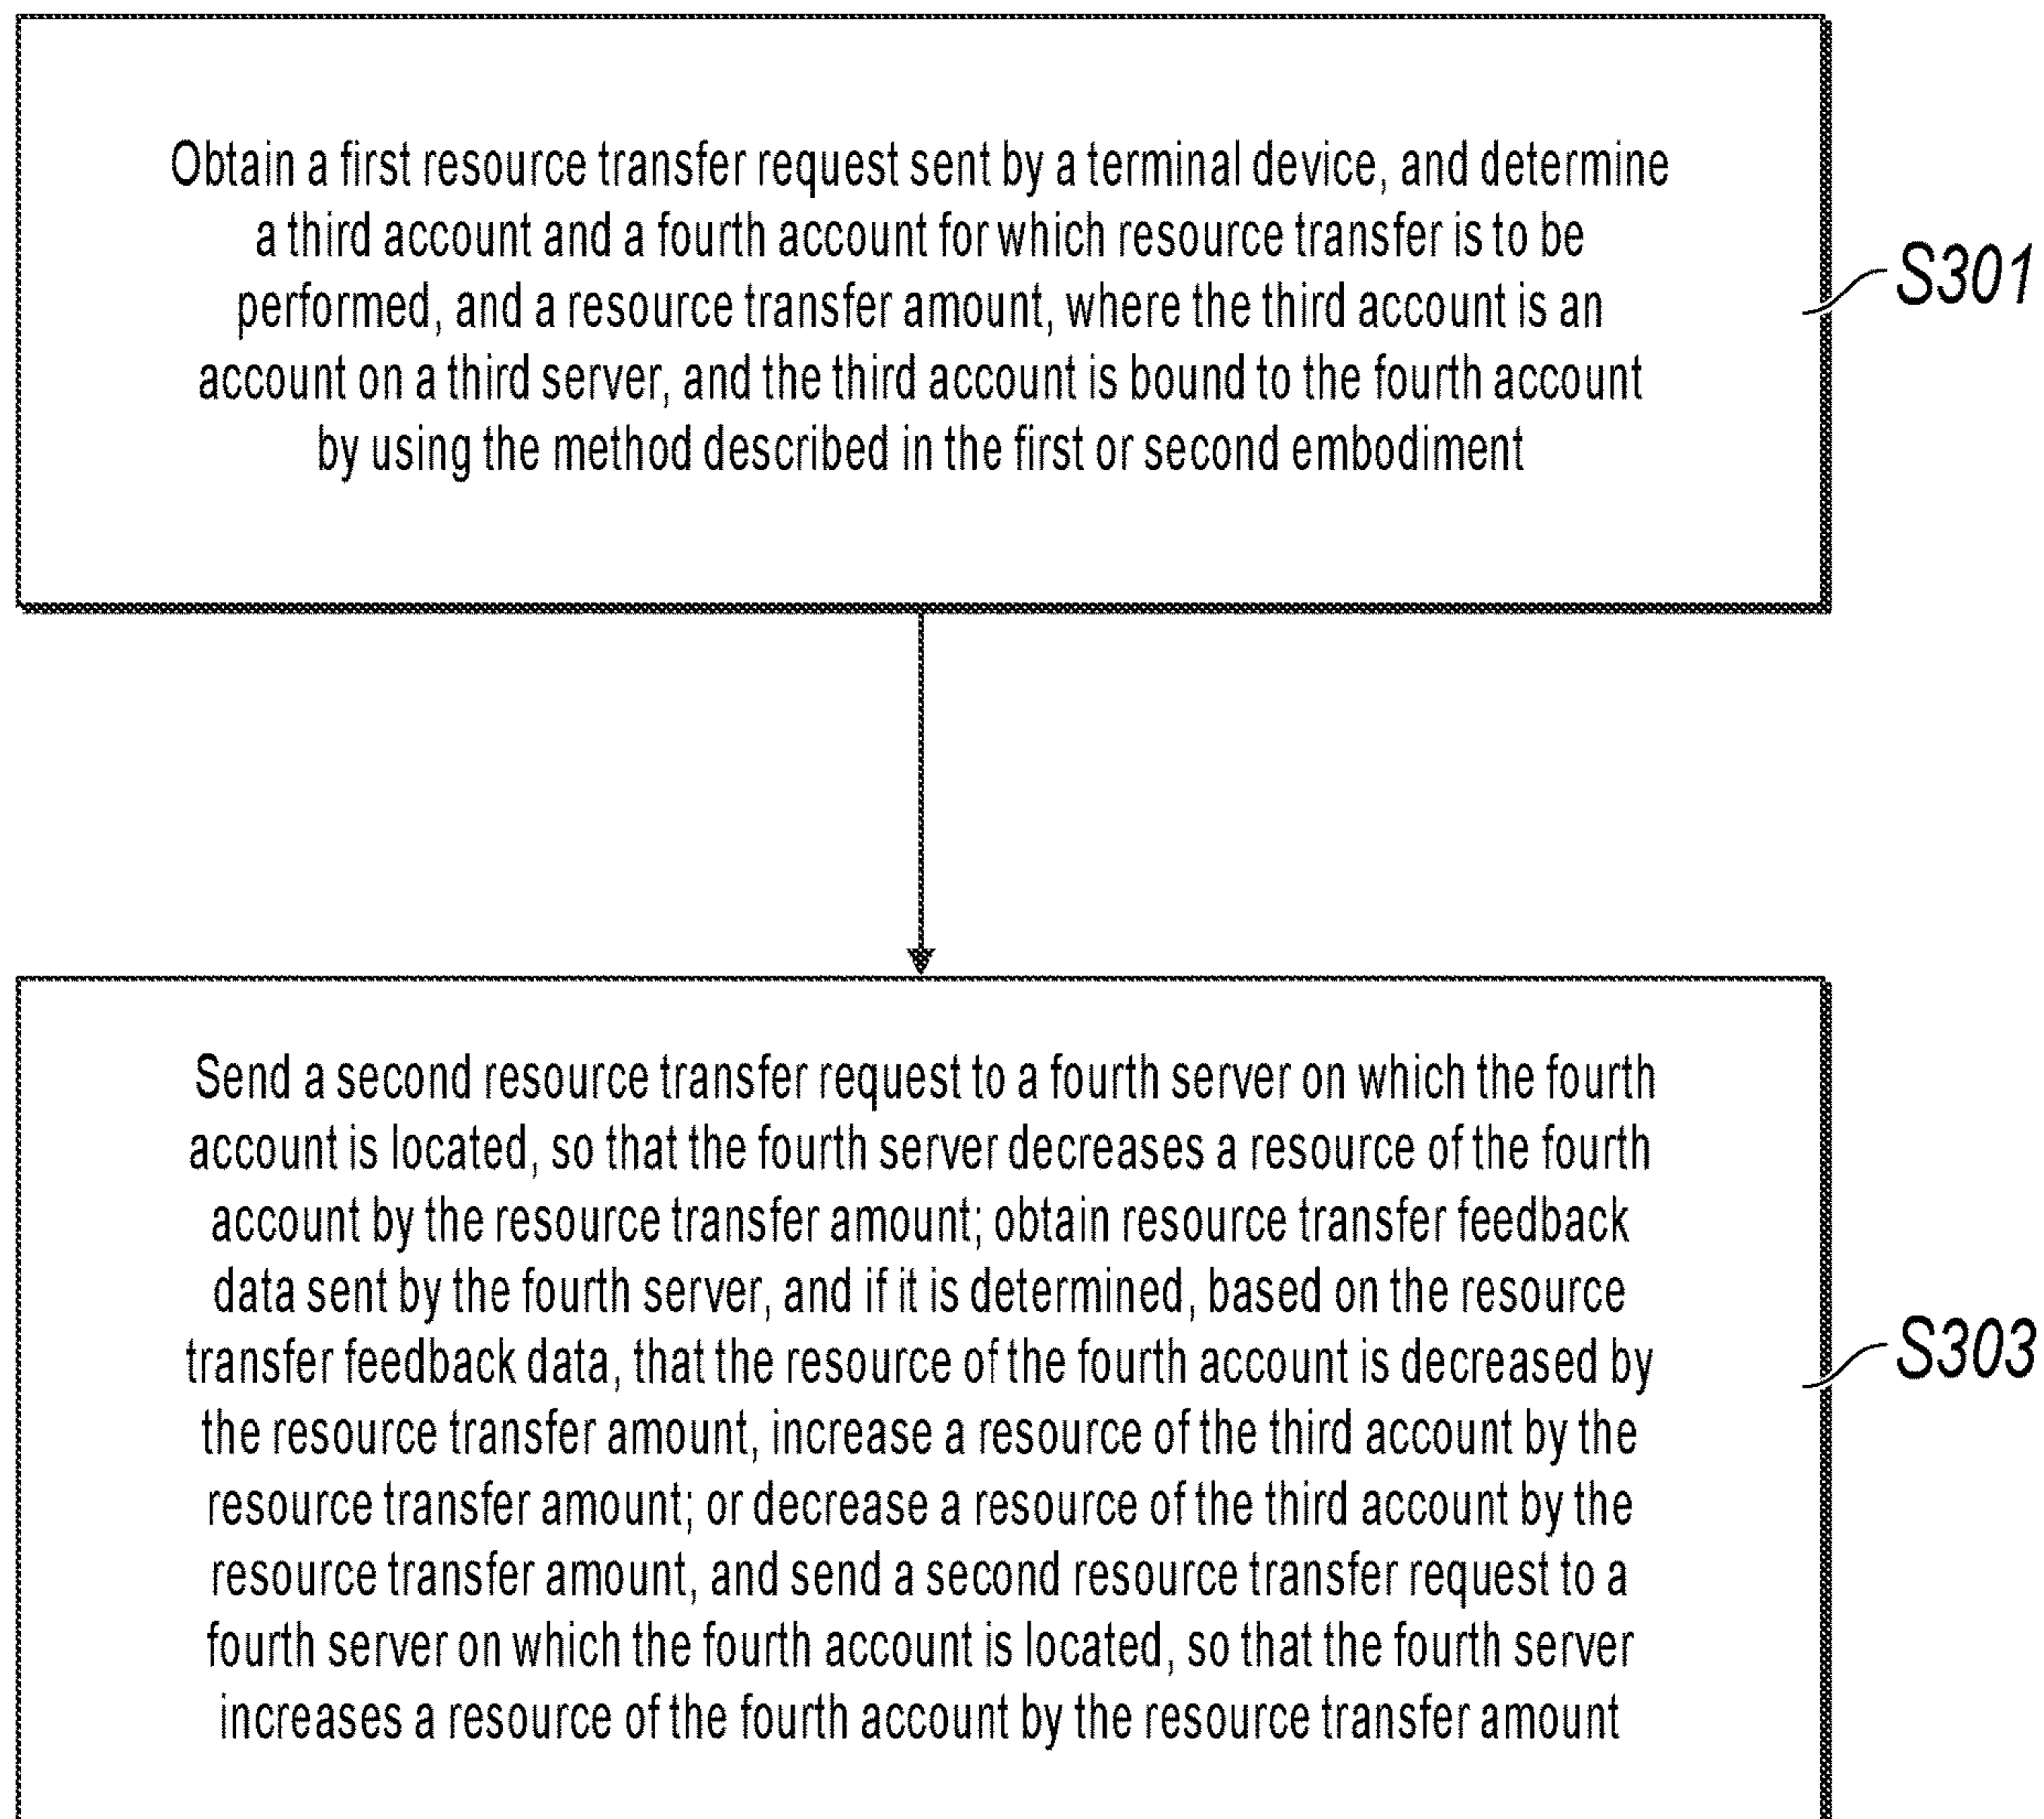 Obtain a first resource transfer request sent by a terminal device, and determine
a third account and a fourth account for which resource transfer is to be
performed, and a resource transfer amount, where the third account is an
account on a third server, and the third account is bound to the fourth account
by using the method described in the first or second embodiment
S301
Send a second resource transfer request to a fourth server on which the fourth
account is located, so that the fourth server decreases a resource of the fourth
account by the resource transfer amount; obtain resource transfer feedback
data sent by the fourth server, and if it is determined, based on the resource
transfer feedback data, that the resource of the fourth account is decreased by
the resource transfer amount, increase a resource of the third account by the
resource transfer amount; or decrease a resource of the third account by the
resource transfer amount, and send a second resource transfer request to a
fourth server on which the fourth account is located, so that the fourth server
increases a resource of the fourth account by the resource transfer amount
S303